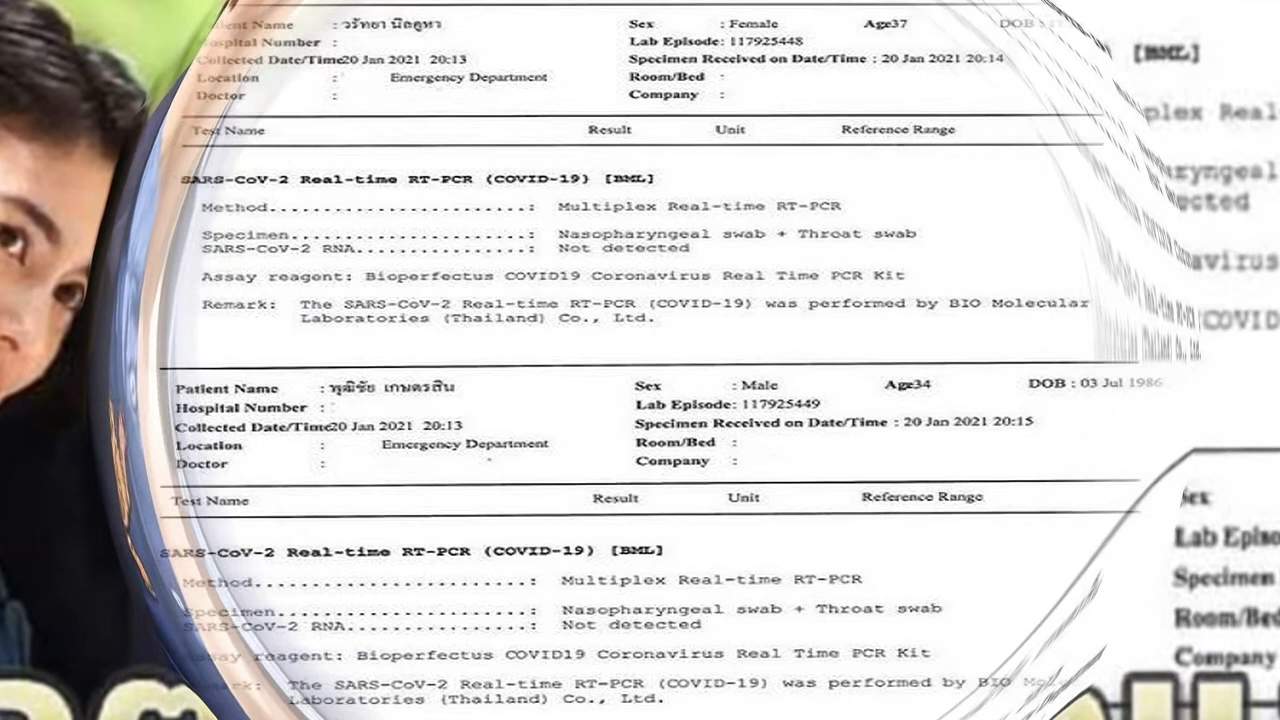 Patient Name : วรัทยา นิลคูหา Sex : Female Age37 DOB :
Hospital Number : Lab Episode: 117925448
Collected Date/Time20 Jan 2021 20:13 Specimen Received on Date/Time : 20 Jan 2021 20:14
Location : Emergency Department Room/Bed :
Doctor : Company :
Test Name Result Unit Reference Range
SARS-CoV-2 Real-time RT-PCR (COVID-19) [BML]
Method.............................: Multiplex Real-time RT-PCR
Specimen...........................: Nasopharyngeal swab + Throat swab
SARS-CoV-2 RNA.....................: Not detected
Assay reagent: Bioperfectus COVID19 Coronavirus Real Time PCR Kit
Remark: The SARS-CoV-2 Real-time RT-PCR (COVID-19) was performed by BIO Molecular
Laboratories (Thailand) Co., Ltd.
Patient Name : พุฒิชัย เกษตรสิน Sex : Male Age34 DOB : 03 Jul 1986
Hospital Number : Lab Episode: 117925449
Collected Date/Time20 Jan 2021 20:13 Specimen Received on Date/Time : 20 Jan 2021 20:15
Location : Emergency Department Room/Bed :
Doctor : Company :
Test Name Result Unit Reference Range
SARS-CoV-2 Real-time RT-PCR (COVID-19) [BML]
Method.............................: Multiplex Real-time RT-PCR
Specimen...........................: Nasopharyngeal swab + Throat swab
SARS-CoV-2 RNA.....................: Not detected
Assay reagent: Bioperfectus COVID19 Coronavirus Real Time PCR Kit
The SARS-CoV-2 Real-time RT-PCR (COVID-19) was performed by BIO
Laboratories (Thailand) Co., Ltd.
[BML]
COVID
Sex
Lab
Specimen
Room/Bed
Company